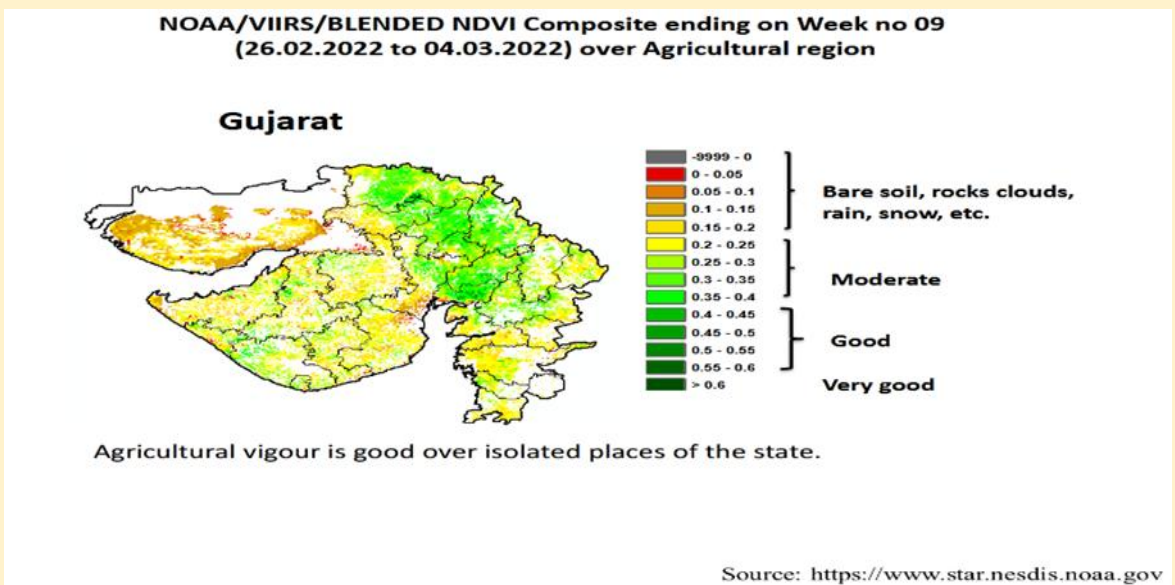 NOAA/VIIRS/BLENDED NDVI Composite ending on Week no 09
(26.02.2022 to 04.03.2022) over Agricultural region
Gujarat
-9999 - 0
0 - 0.05
0.05 - 0.1
0.1 - 0.15
0.15 - 0.2
0.2 - 0.25
0.25 - 0.3
0.3 - 0.35
0.35 - 0.4
0.4 - 0.45
0.45 - 0.5
0.5 - 0.55
0.55 - 0.6
> 0.6
Bare soil, rocks clouds,
rain, snow, etc.
Moderate
Good
Very good
Agricultural vigour is good over isolated places of the state.
Source: https://www.star.nesdis.noaa.gov